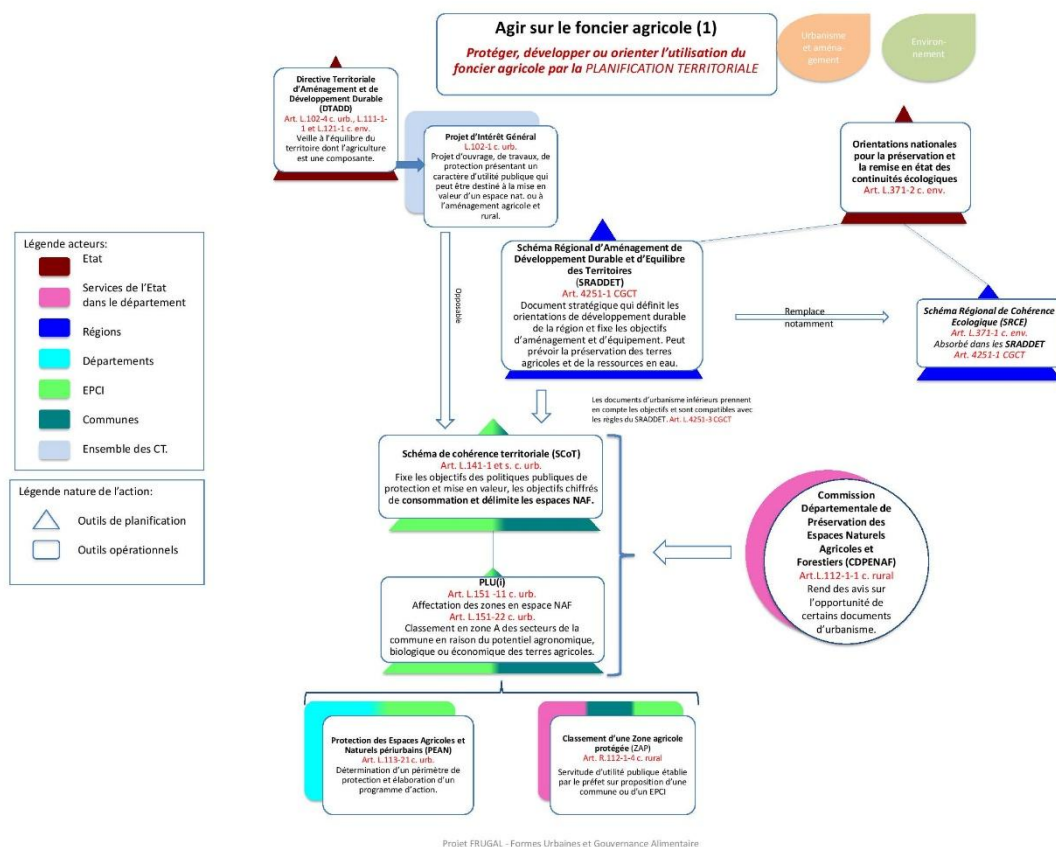 Agir sur le foncier agricole (1)
Protéger, développer ou orienter l'utilisation du
foncier agricole par la PLANIFICATION TERRITORIALE
Urbanisme
et aména-
gement
Environ-
nement
Directive Territoriale
d'Aménagement et de
Développement Durable
(DTADD)
Art. L.102-4 c. urb., L.111-1-
1 et L.121-1 c. env.
Veille à l'équilibre du
territoire dont l'agriculture
est une composante.
Projet d'Intérêt Général
L.102-1 c. urb.
Projet d'ouvrage, de travaux, de
protection présentant un
caractère d'utilité publique qui
peut être destiné à la mise en
valeur d'un espace nat. ou à
l'aménagement agricole et
rural.
Orientations nationales
pour la préservation et
la remise en état des
continuités écologiques
Art. L.371-2 c. env.
Légende acteurs:
Etat
Services de l'Etat
dans le département
Régions
Départements
EPCI
Communes
Ensemble des CT.
Légende nature de l'action:
Outils de planification
Outils opérationnels
Opposable
Schéma Régional d'Aménagement de
Développement Durable et d'Equilibre
des Territoires
(SRADDET)
Art. 4251-1 CGCT
Document stratégique qui définit les
orientations de développement durable
de la région et fixe les objectifs
d'aménagement et d'équipement. Peut
prévoir la préservation des terres
agricoles et de la ressources en eau.
Remplace
notamment
Schéma Régional de Cohérence
Ecologique (SRCE)
Art. L.371-1 c. env.
Absorbé dans les SRADDET
Art. 4251-1 CGCT
Les documents d'urbanisme inférieurs prennent
en compte les objectifs et sont compatibles avec
les règles du SRADDET. Art. L.4251-3 CGCT
Schéma de cohérence territoriale (SCoT)
Art. L.141-1 et s. c. urb.
Fixe les objectifs des politiques publiques de
protection et mise en valeur, les objectifs chiffrés
de consommation et délimite les espaces NAF.
Commission
Départementale de
Préservation des
Espaces Naturels
Agricoles et
Forestiers (CDPENAF)
Art.L.112-1-1 c. rural
Rend des avis sur
l'opportunité de
certains documents
d'urbanisme.
PLU(i)
Art. L.151 -11 c. urb.
Affectation des zones en espace NAF
Art. L.151-22 c. urb.
Classement en zone A des secteurs de la
commune en raison du potentiel agronomique,
biologique ou économique des terres agricoles.
Protection des Espaces Agricoles et
Naturels périurbains (PEAN)
Art. L.113-21 c. urb.
Détermination d'un périmètre de
protection et élaboration d'un
programme d'action.
Classement d'une Zone agricole
protégée (ZAP)
Art. R.112-1-4 c. rural
Servitude d'utilité publique établie
par le préfet sur proposition d'une
commune ou d'un EPCI
Projet FRUGAL - Formes Urbaines et Gouvernance Alimentaire